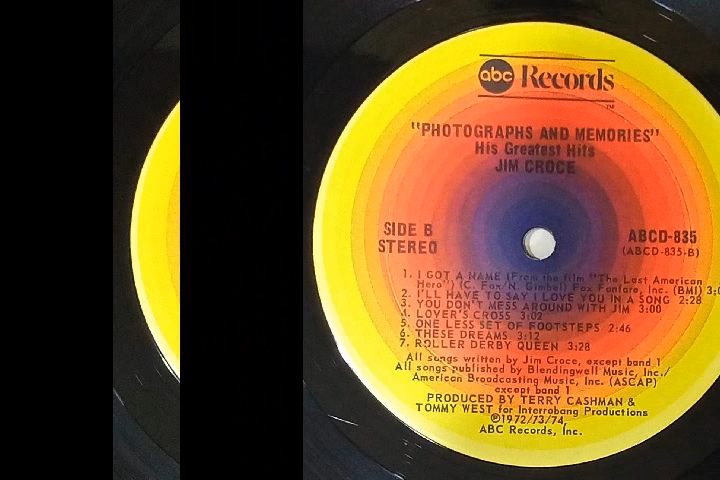 abc Records
TM
"PHOTOGRAPHS AND MEMORIES"
His Greatest Hits
JIM CROCE
SIDE B
STEREO
ABCD-835
(ABCD-835-B)
1. I GOT A NAME (From the film "The Last American
Hero") (C. Fox/N. Gimbel) Fox Fanfare, Inc. (BMI)
2. I'LL HAVE TO SAY I LOVE YOU IN A SONG 2:28
3. YOU DON'T MESS AROUND WITH JIM 3:00
4. LOVER'S CROSS 3:02
5. ONE LESS SET OF FOOTSTEPS 2:46
6. THESE DREAMS 3:12
7. ROLLER DERBY QUEEN 3:28
All songs written by Jim Croce, except band 1
All songs published by Blendingwell Music, Inc./
American Broadcasting Music, Inc. (ASCAP)
except band 1
PRODUCED BY TERRY CASHMAN &
TOMMY WEST for Interrobang Productions
℗1972/73/74,
ABC Records, Inc.